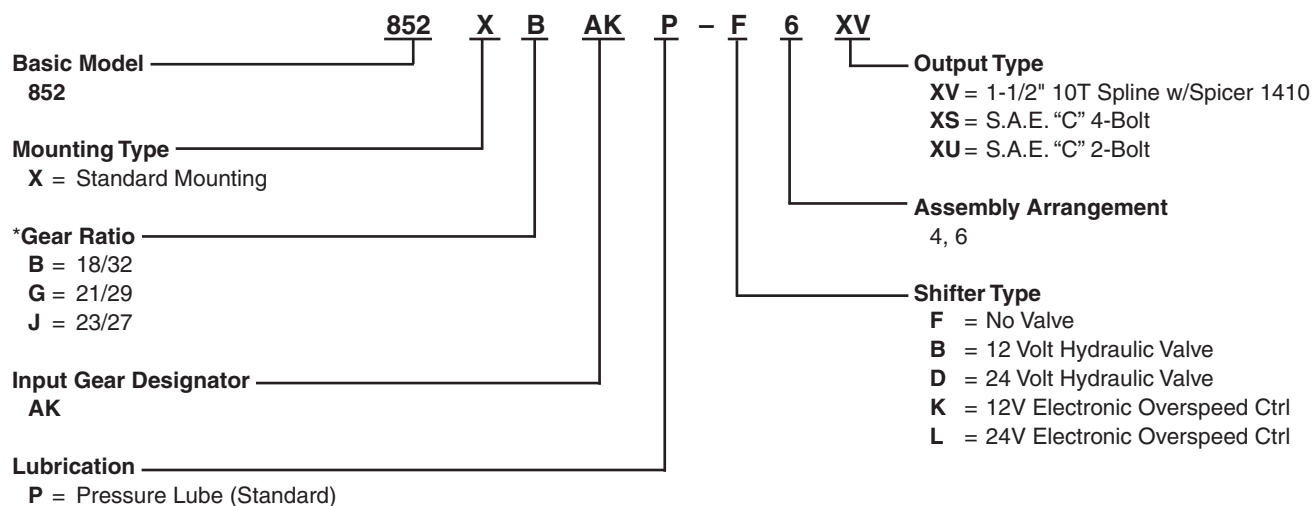 852 X B AK P – F 6 XV
Basic Model
852
Mounting Type
X = Standard Mounting
*Gear Ratio
B = 18/32
G = 21/29
J = 23/27
Input Gear Designator
AK
Lubrication
P = Pressure Lube (Standard)
Output Type
XV = 1-1/2" 10T Spline w/Spicer 1410
XS = S.A.E. “C” 4-Bolt
XU = S.A.E. “C” 2-Bolt
Assembly Arrangement
4, 6
Shifter Type
F = No Valve
B = 12 Volt Hydraulic Valve
D = 24 Volt Hydraulic Valve
K = 12V Electronic Overspeed Ctrl
L = 24V Electronic Overspeed Ctrl